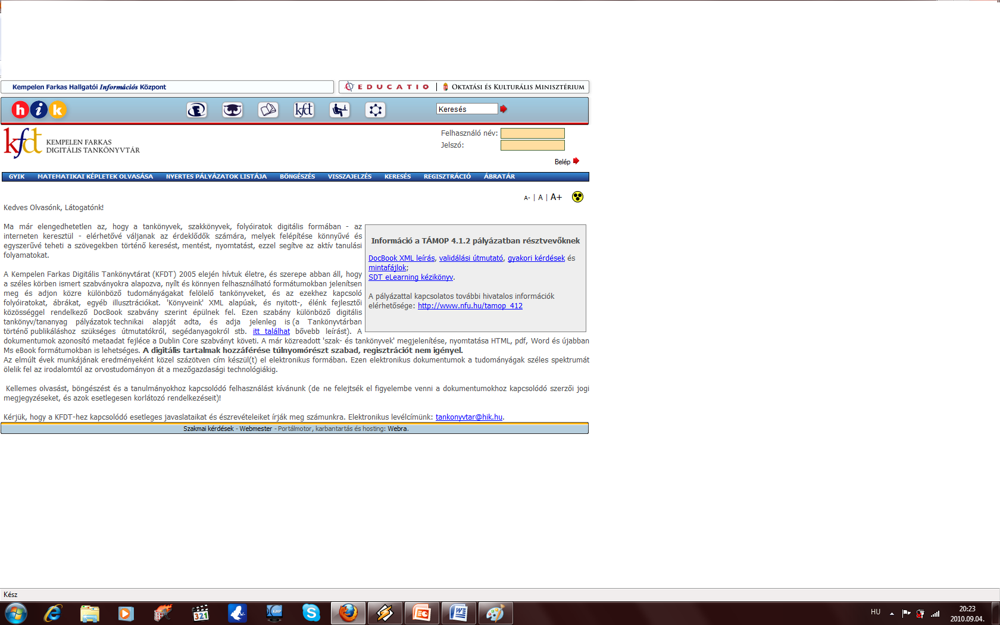 Kempelen Farkas Hallgatói Információs Központ
EDUCATIO | OKTATÁSI ÉS KULTURÁLIS MINISZTÉRIUM
hik
kfdt
Keresés
kfdt KEMPELEN FARKAS
DIGITÁLIS TANKÖNYVTÁR
Felhasználó név:
Jelszó:
Belép
GYIK MATEMATIKAI KÉPLETEK OLVASÁSA NYERTES PÁLYÁZATOK LISTÁJA BÖNGÉSZÉS VISSZAJELZÉS KERESÉS REGISZTRÁCIÓ ÁBRATÁR
A- | A | A+
Kedves Olvasónk, Látogatónk!
Ma már elengedhetetlen az, hogy a tankönyvek, szakkönyvek, folyóiratok digitális formában - az
interneten keresztül - elérhetővé váljanak az érdeklődők számára, melyek felépítése könnyűvé és
egyszerűvé teheti a szövegekben történő keresést, mentést, nyomtatást, ezzel segítve az aktív tanulási
folyamatokat.
A Kempelen Farkas Digitális Tankönyvtárat (KFDT) 2005 elején hívtuk életre, és szerepe abban áll, hogy
a széles körben ismert szabványokra alapozva, nyílt és könnyen felhasználható formátumokban jelenítsen
meg és adjon közre különböző tudományágakat felölelő tankönyveket, és az ezekhez kapcsoló
folyóiratokat, ábrákat, egyéb illusztrációkat. 'Könyveink' XML alapúak, és nyitott-, élénk fejlesztői
közösséggel rendelkező DocBook szabvány szerint épülnek fel. Ezen szabány különböző digitális
tankönyv/tananyag pályázatok technikai alapját adta, és adja jelenleg is (a Tankönyvtárban
történő publikáláshoz szükséges útmutatókról, segédanyagokról stb. itt találhat bővebb leírást). A
dokumentumok azonosító metaadat fejléce a Dublin Core szabványt követi. A már közreadott 'szak- és tankönyvek' megjelenítése, nyomtatása HTML, pdf, Word és újabban
Ms eBook formátumokban is lehetséges. A digitális tartalmak hozzáférése túlnyomórészt szabad, regisztrációt nem igényel.
Az elmúlt évek munkájának eredményeként közel százötven cím készül(t) el elektronikus formában. Ezen elektronikus dokumentumok a tudományágak széles spektrumát
ölelik fel az irodalomtól az orvostudományon át a mezőgazdasági technológiákig.
Kellemes olvasást, böngészést és a tanulmányokhoz kapcsolódó felhasználást kívánunk (de ne felejtsék el figyelembe venni a dokumentumokhoz kapcsolódó szerzői jogi
megjegyzéseket, és azok esetlegesen korlátozó rendelkezéseit)!
Kérjük, hogy a KFDT-hez kapcsolódó esetleges javaslataikat és észrevételeiket írják meg számunkra. Elektronikus levélcímünk: tankonyvtar@hik.hu.
Információ a TÁMOP 4.1.2 pályázatban résztvevőknek
DocBook XML leírás, validálási útmutató, gyakori kérdések és
mintafájlok;
SDT eLearning kézikönyv.
A pályázattal kapcsolatos további hivatalos információk
elérhetősége: http://www.nfu.hu/tamop_412
Szakmai kérdések - Webmester - Portálmotor, karbantartás és hosting: Webra.
Kész
321
KMP
HU
20:23
2010.09.04.